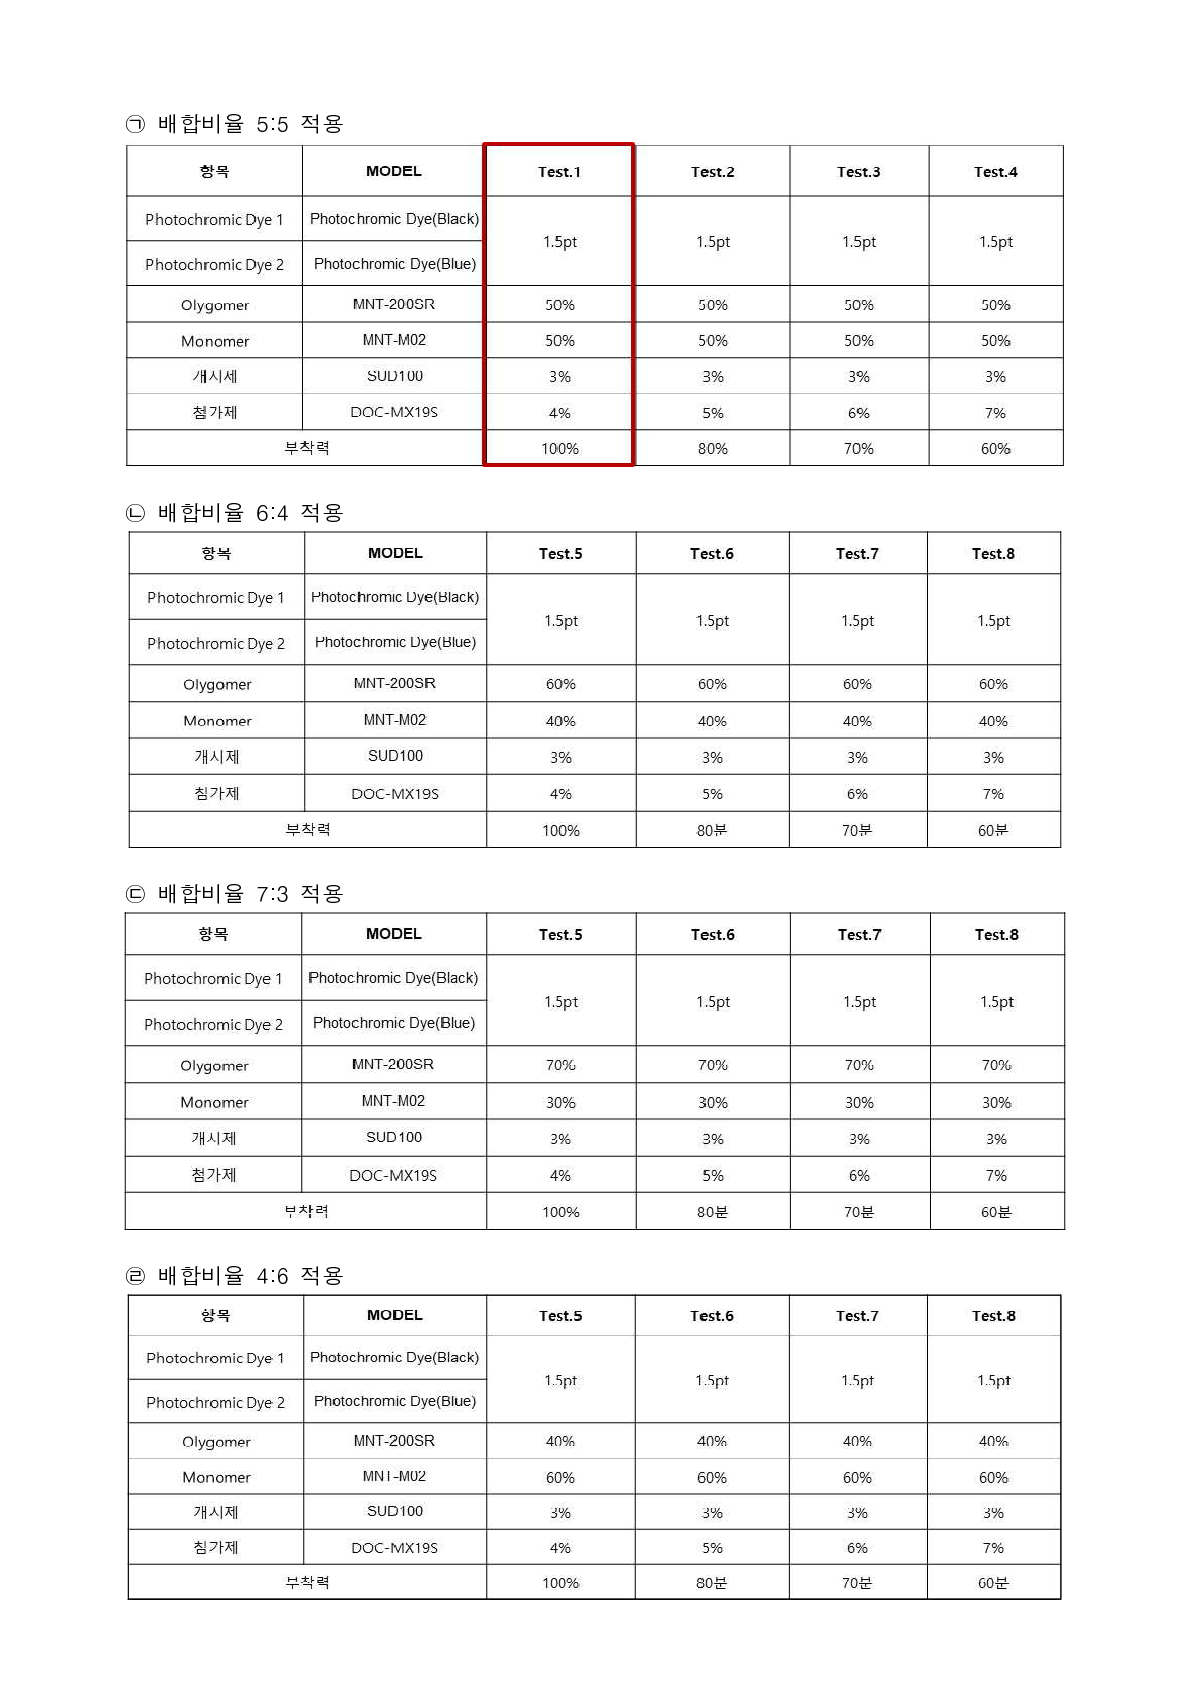 ㉠ 배합비율 5:5 적용
항목 MODEL Test.1 Test.2 Test.3 Test.4
Photochromic Dye 1 Photochromic Dye(Black)
1.5pt 1.5pt 1.5pt 1.5pt
Photochromic Dye 2 Photochromic Dye(Blue)
Olygomer MNT-200SR 50% 50% 50% 50%
Monomer MNT-M02 50% 50% 50% 50%
개시제 SUD100 3% 3% 3% 3%
첨가제 DOC-MX19S 4% 5% 6% 7%
부착력 100% 80% 70% 60%
㉡ 배합비율 6:4 적용
항목 MODEL Test.5 Test.6 Test.7 Test.8
Photochromic Dye 1 Photochromic Dye(Black)
1.5pt 1.5pt 1.5pt 1.5pt
Photochromic Dye 2 Photochromic Dye(Blue)
Olygomer MNT-200SR 60% 60% 60% 60%
Monomer MNT-M02 40% 40% 40% 40%
개시제 SUD100 3% 3% 3% 3%
첨가제 DOC-MX19S 4% 5% 6% 7%
부착력 100% 80분 70분 60분
㉢ 배합비율 7:3 적용
항목 MODEL Test.5 Test.6 Test.7 Test.8
Photochromic Dye 1 Photochromic Dye(Black)
1.5pt 1.5pt 1.5pt 1.5pt
Photochromic Dye 2 Photochromic Dye(Blue)
Olygomer MNT-200SR 70% 70% 70% 70%
Monomer MNT-M02 30% 30% 30% 30%
개시제 SUD100 3% 3% 3% 3%
첨가제 DOC-MX19S 4% 5% 6% 7%
부착력 100% 80분 70분 60분
㉣ 배합비율 4:6 적용
항목 MODEL Test.5 Test.6 Test.7 Test.8
Photochromic Dye 1 Photochromic Dye(Black)
1.5pt 1.5pt 1.5pt 1.5pt
Photochromic Dye 2 Photochromic Dye(Blue)
Olygomer MNT-200SR 40% 40% 40% 40%
Monomer MNT-M02 60% 60% 60% 60%
개시제 SUD100 3% 3% 3% 3%
첨가제 DOC-MX19S 4% 5% 6% 7%
부착력 100% 80분 70분 60분